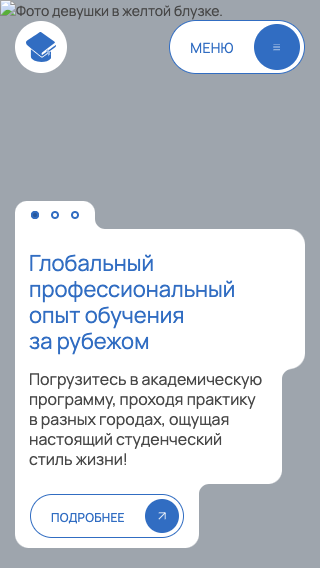 Фото девушки в желтой блузке.
МЕНЮ
Глобальный
профессиональный
опыт обучения
за рубежом
Погрузитесь в академическую
программу, проходя практику
в разных городах, ощущая
настоящий студенческий
стиль жизни!
ПОДРОБНЕЕ